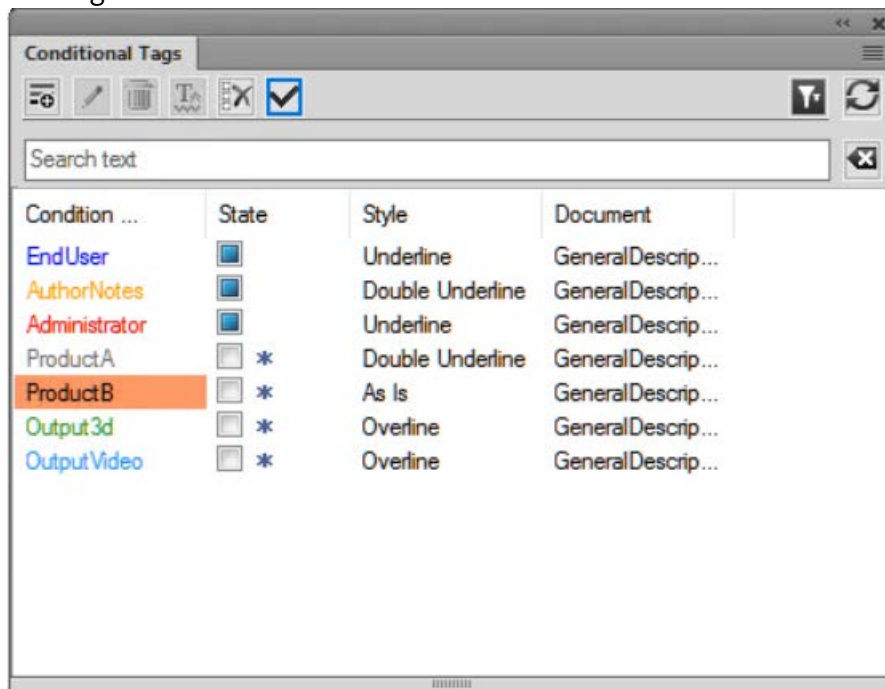 Conditional Tags
Search text
Condition ... State Style Document
EndUser Underline GeneralDescrip...
AuthorNotes Double Underline GeneralDescrip...
Administrator Underline GeneralDescrip...
ProductA * Double Underline GeneralDescrip...
ProductB * As Is GeneralDescrip...
Output3d * Overline GeneralDescrip...
OutputVideo * Overline GeneralDescrip...